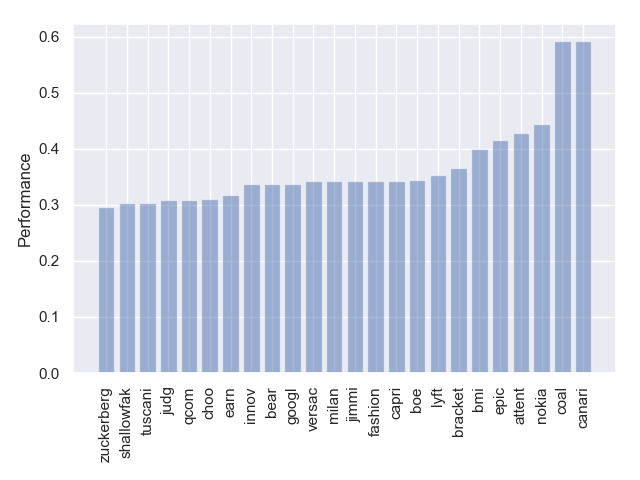 0.6
0.5
0.4
0.3
0.2
0.1
0.0
Performance
zuckerberg
shallowfak
tuscani
judg
qcom
choo
earn
innov
bear
googl
versac
milan
jimmi
fashion
capri
boe
lyft
bracket
bmi
epic
attent
nokia
coal
canari